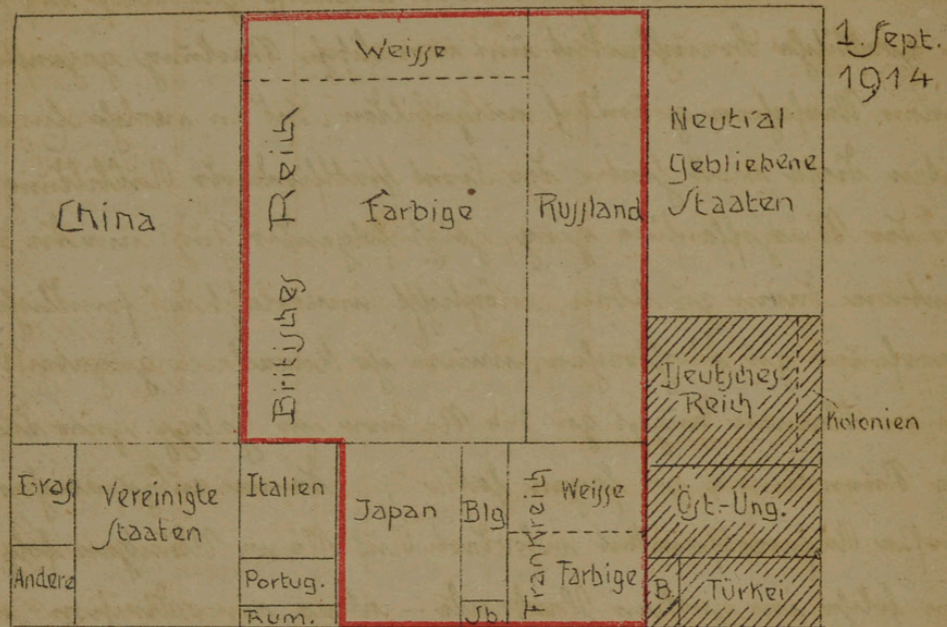 1. Sept.
1914
Weisse
Britisches Reich
Farbige
Russland
China
Neutral
Gebliebene
Staaten
Deutsches
Reich
Kolonien
Bras
Andere
Vereinigte
Staaten
Italien
Portug.
Rum.
Japan
Blg
Sb.
Frankreich
Weisse
Farbige
Öst.-Ung.
B.
Türkei